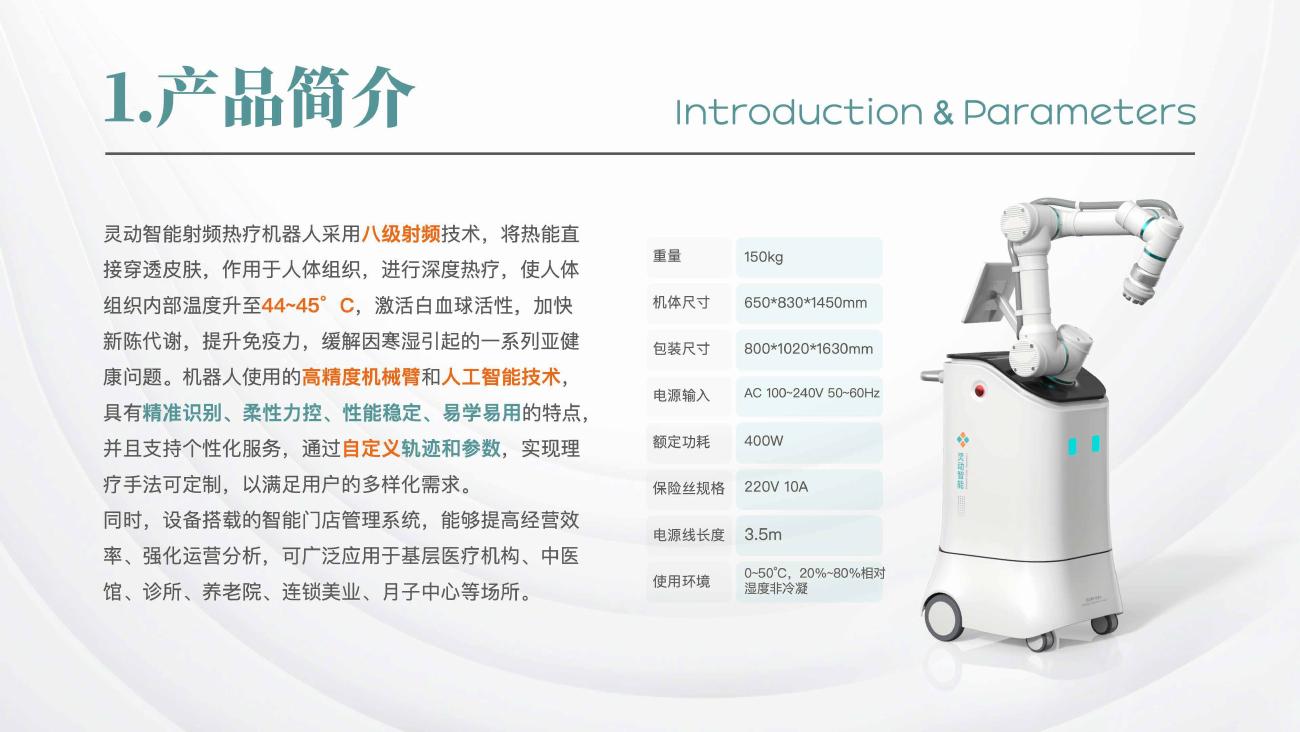 1.产品简介
Introduction & Parameters
灵动智能射频热疗机器人采用八级射频技术，将热能直
接穿透皮肤，作用于人体组织，进行深度热疗，使人体
组织内部温度升至44~45°C，激活白血球活性，加快
新陈代谢，提升免疫力，缓解因寒湿引起的一系列亚健
康问题。机器人使用的高精度机械臂和人工智能技术，
具有精准识别、柔性力控、性能稳定、易学易用的特点，
并且支持个性化服务，通过自定义轨迹和参数，实现理
疗手法可定制，以满足用户的多样化需求。
同时，设备搭载的智能门店管理系统，能够提高经营效
率、强化运营分析，可广泛应用于基层医疗机构、中医
馆、诊所、养老院、连锁美业、月子中心等场所。
重量 150kg
机体尺寸 650*830*1450mm
包装尺寸 800*1020*1630mm
电源输入 AC 100~240V 50~60Hz
额定功耗 400W
保险丝规格 220V 10A
电源线长度 3.5m
使用环境 0~50°C，20%~80%相对
湿度非冷凝
灵动智能